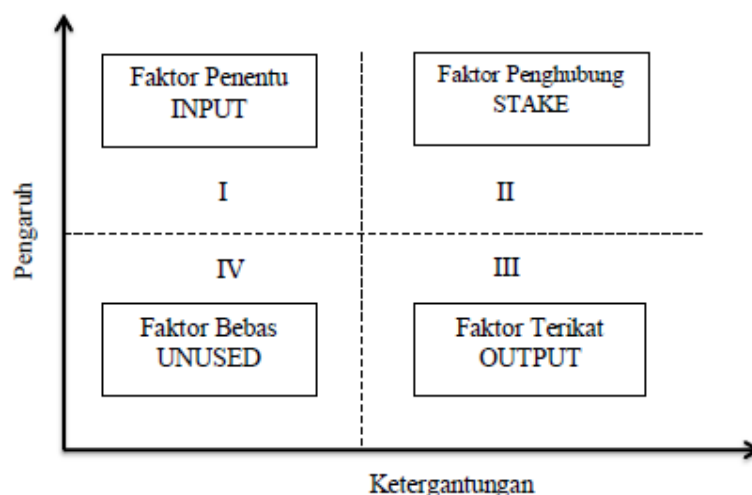 Faktor Penentu
INPUT
Faktor Penghubung
STAKE
I
II
Pengaruh
IV
III
Faktor Bebas
UNUSED
Faktor Terikat
OUTPUT
Ketergantungan